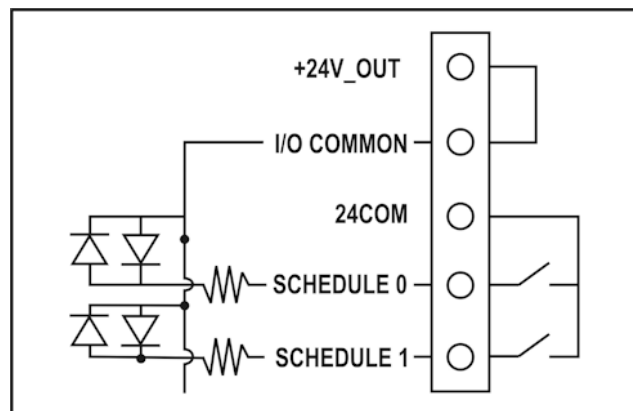 +24V_OUT
I/O COMMON
24COM
SCHEDULE 0
SCHEDULE 1